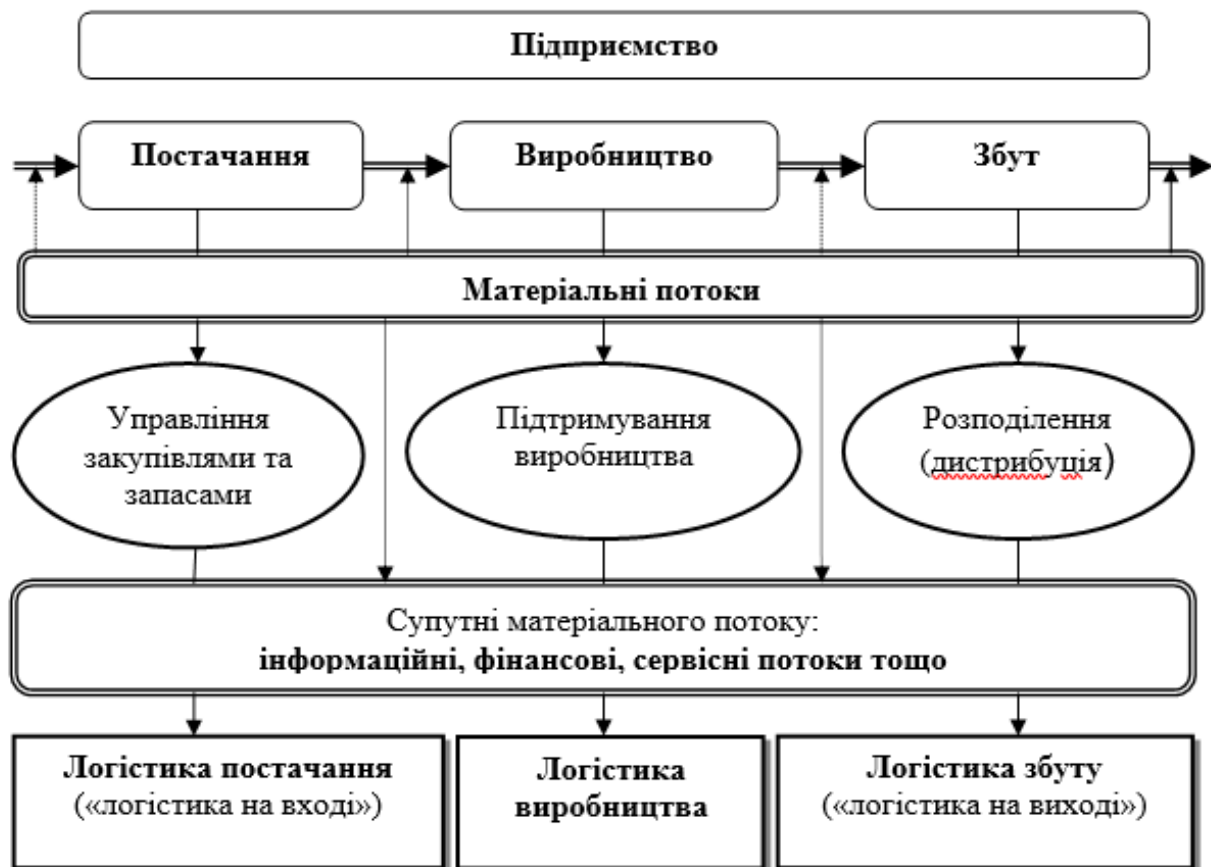 Підприємство
Постачання
Виробництво
Збут
Матеріальні потоки
Управління
закупівлями та
запасами
Підтримування
виробництва
Розподілення
(дистрибуція)
Супутні матеріального потоку:
інформаційні, фінансові, сервісні потоки тощо
Логістика постачання
(«логістика на вході»)
Логістика
виробництва
Логістика збуту
(«логістика на виході»)